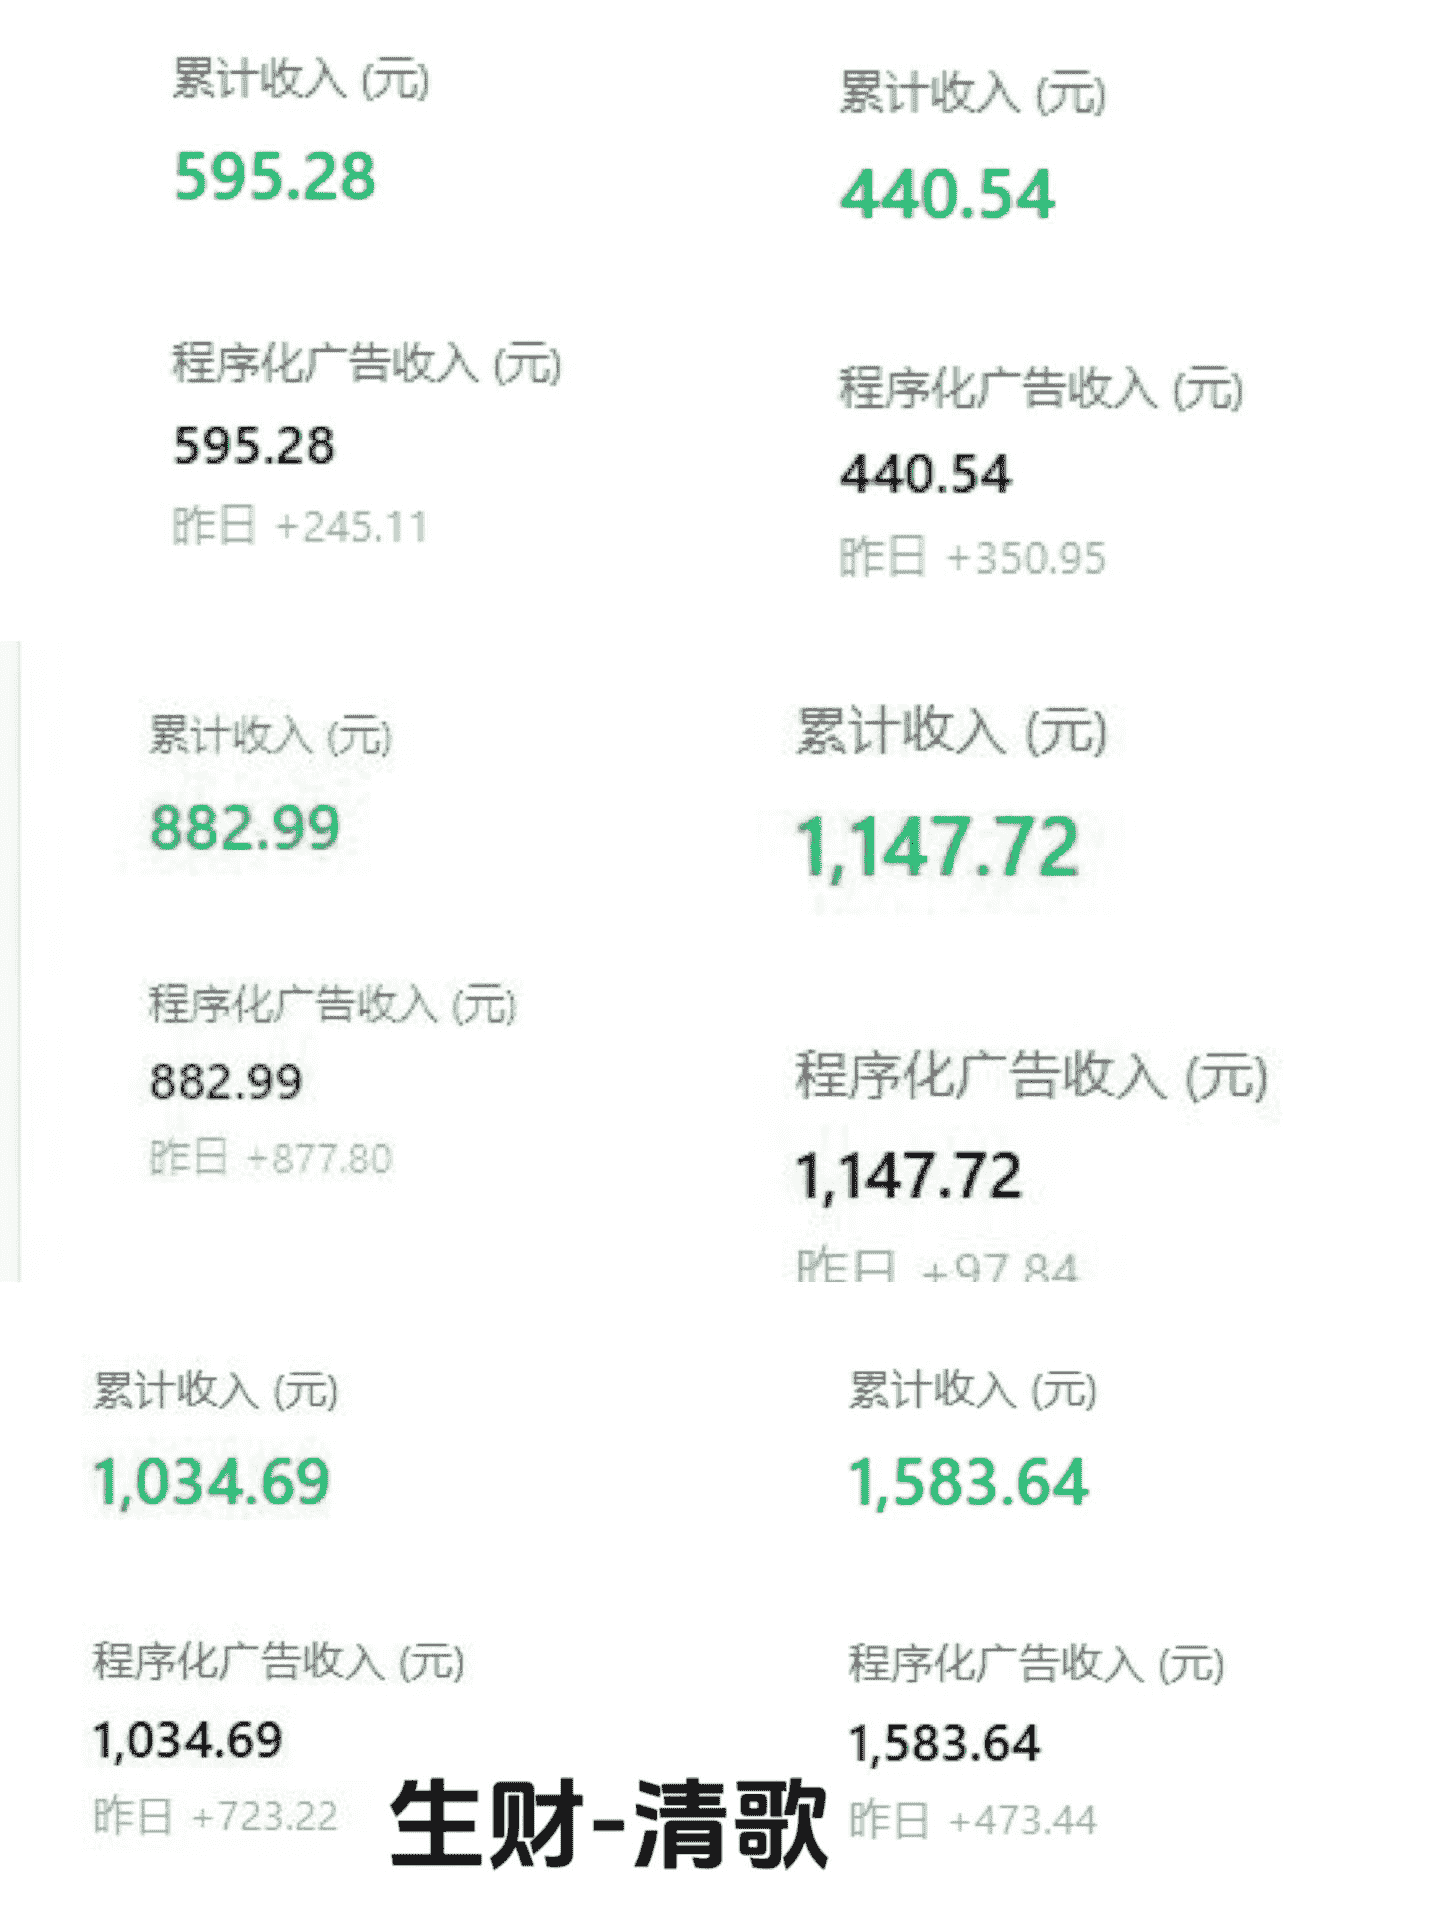 累计收入 (元)
595.28
程序化广告收入 (元)
595.28
昨日 +245.11
累计收入 (元)
440.54
程序化广告收入 (元)
440.54
昨日 +350.95
累计收入 (元)
882.99
程序化广告收入 (元)
882.99
昨日 +877.80
累计收入 (元)
1,147.72
程序化广告收入 (元)
1,147.72
昨日 +97.84
累计收入 (元)
1,034.69
程序化广告收入 (元)
1,034.69
昨日 +723.22
累计收入 (元)
1,583.64
程序化广告收入 (元)
1,583.64
昨日 +473.44
生财-清歌